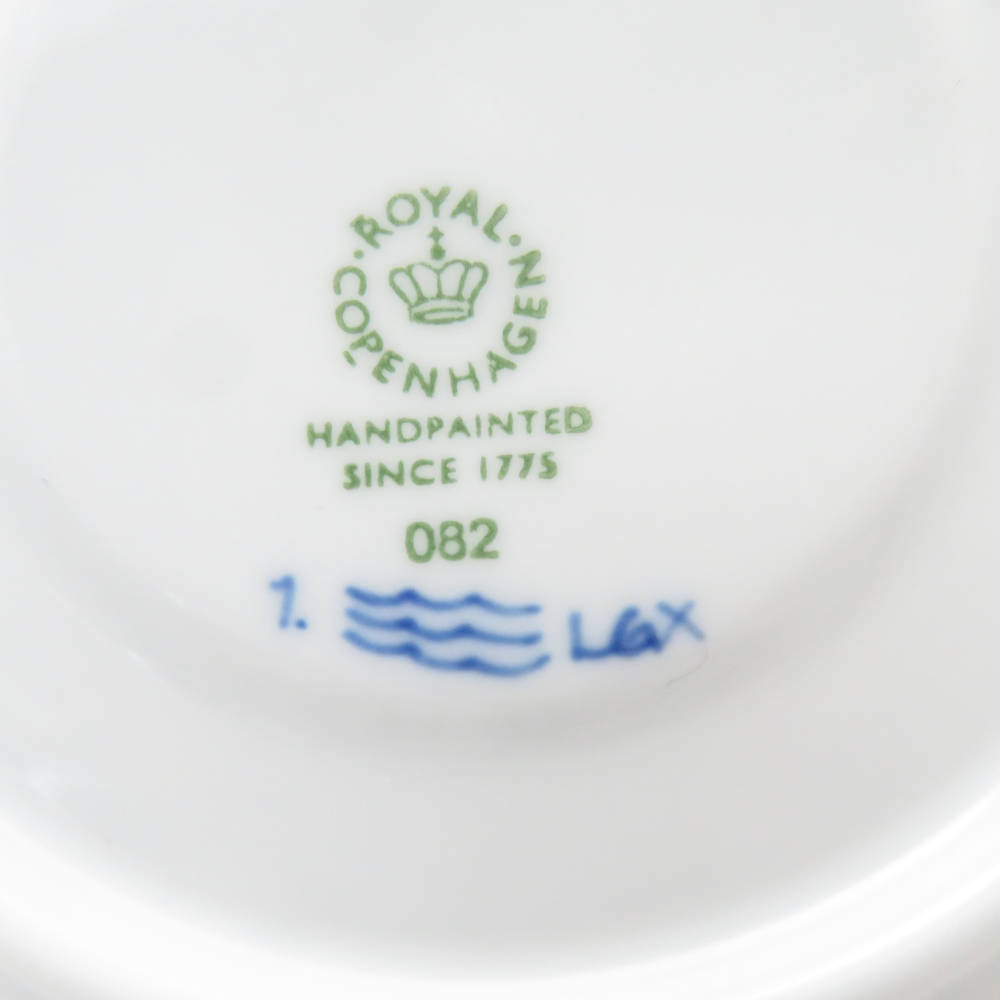 ROYAL · COPENHAGEN ·
HANDPAINTED
SINCE 1775
082
1. LGX